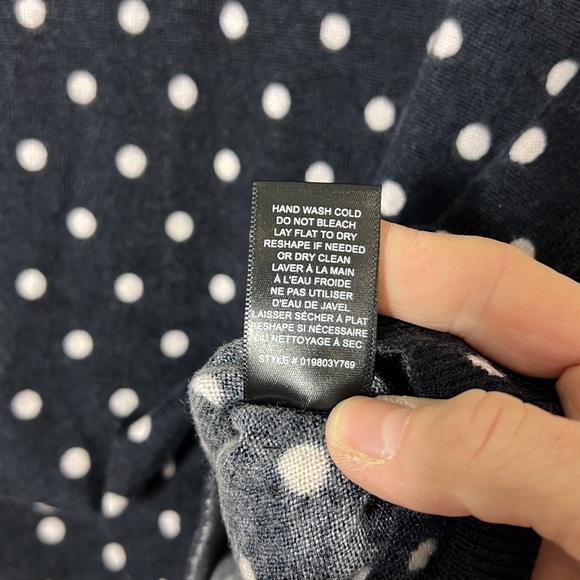 HAND WASH COLD
DO NOT BLEACH
LAY FLAT TO DRY
RESHAPE IF NEEDED
OR DRY CLEAN
LAVER À LA MAIN
À L'EAU FROIDE
NE PAS UTILISER
D'EAU DE JAVEL
LAISSER SÉCHER À PLAT
RESHAPE SI NÉCESSAIRE
OU NETTOYAGE À SEC
STYLE # 019803Y769